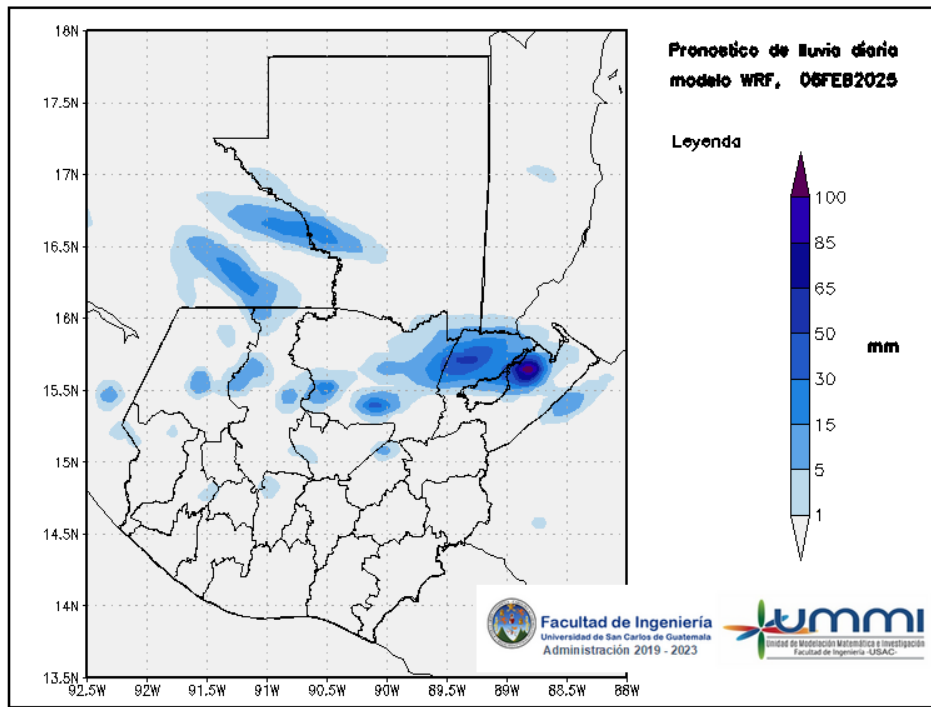 Pronostico de lluvia diaria
modelo WRF, 06FEB2025
Leyenda
100
85
65
50
30
15
5
1
mm
18N
17.5N
17N
16.5N
16N
15.5N
15N
14.5N
14N
13.5N
92.5W 92W 91.5W 91W 90.5W 90W 89.5W 89W 88.5W 88W
Facultad de Ingeniería
Universidad de San Carlos de Guatemala
Administración 2019 - 2023
ummi
Unidad de Modelación Matemática e Investigación
Facultad de Ingeniería -USAC-